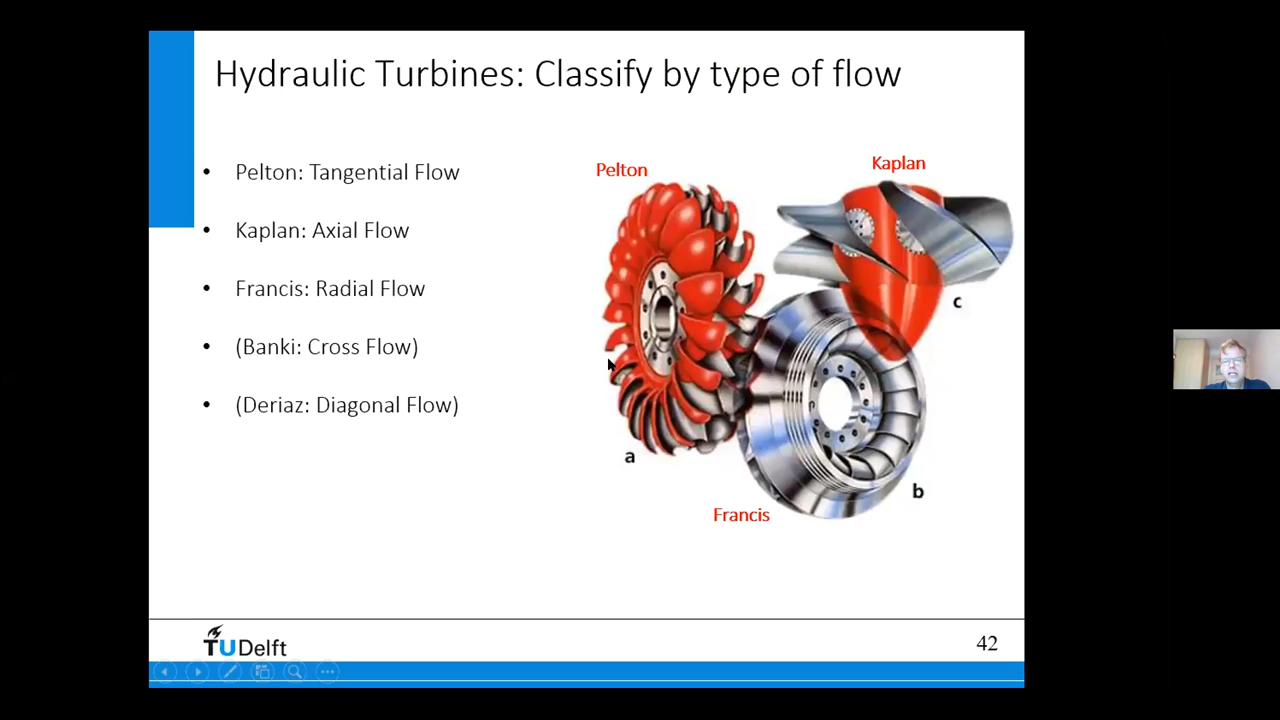 Hydraulic Turbines: Classify by type of flow
• Pelton: Tangential Flow
• Kaplan: Axial Flow
• Francis: Radial Flow
• (Banki: Cross Flow)
• (Deriaz: Diagonal Flow)
Pelton
Kaplan
c
a
b
Francis
TUDelft
42